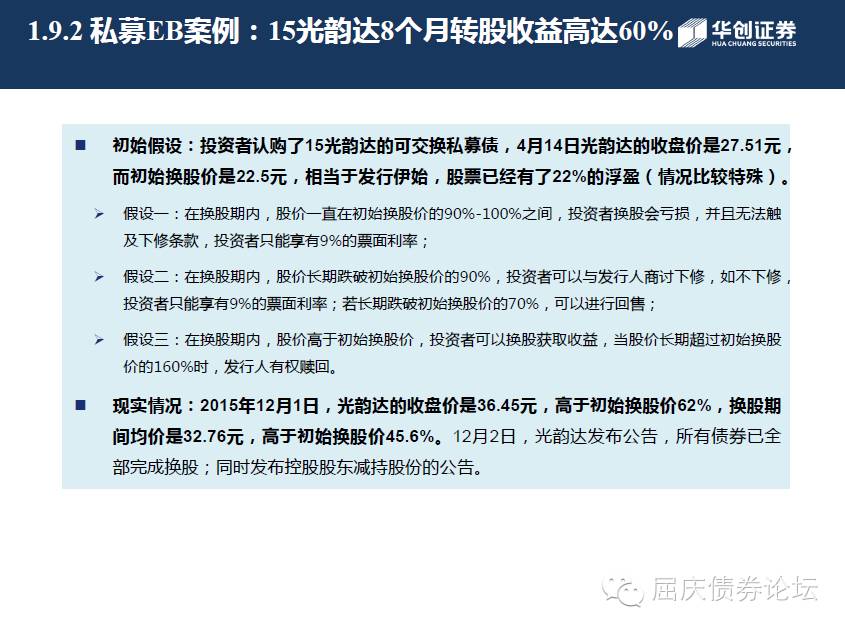 1.9.2 私募EB案例：15光韵达8个月转股收益高达60%
华创证券
HUA CHUANG SECURITIES
■ 初始假设：投资者认购了15光韵达的可交换私募债，4月14日光韵达的收盘价是27.51元，
而初始换股价是22.5元，相当于发行伊始，股票已经有了22%的浮盈（情况比较特殊）。
➢ 假设一：在换股期内，股价一直在初始换股价的90%-100%之间，投资者换股会亏损，并且无法触
及下修条款，投资者只能享有9%的票面利率；
➢ 假设二：在换股期内，股价长期跌破初始换股价的90%，投资者可以与发行人商讨下修，如不下修，
投资者只能享有9%的票面利率；若长期跌破初始换股价的70%，可以进行回售；
➢ 假设三：在换股期内，股价高于初始换股价，投资者可以换股获取收益，当股价长期超过初始换股
价的160%时，发行人有权赎回。
■ 现实情况：2015年12月1日，光韵达的收盘价是36.45元，高于初始换股价62%，换股期
间均价是32.76元，高于初始换股价45.6%。12月2日，光韵达发布公告，所有债券已全
部完成换股；同时发布控股股东减持股份的公告。
屈庆债券论坛